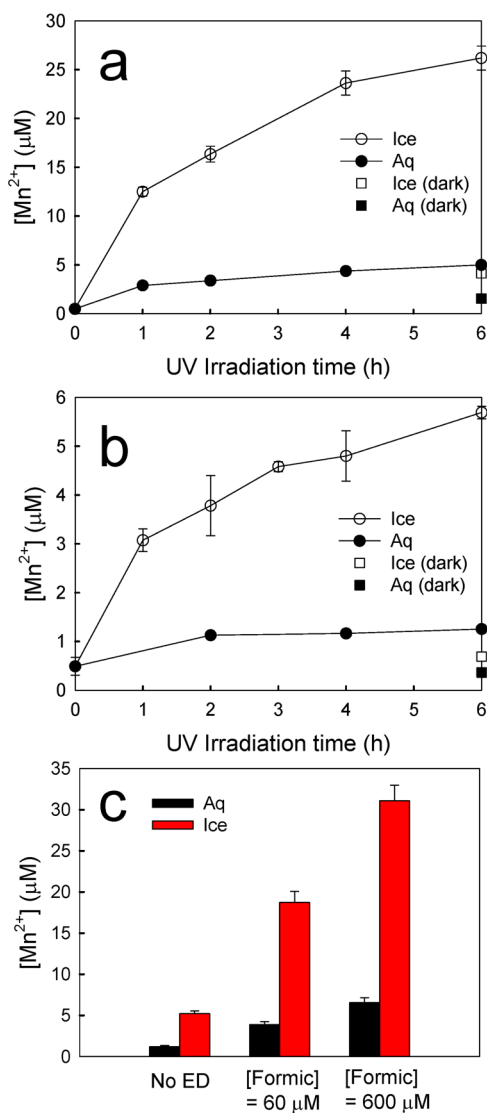 a
[Mn²⁺] (μM)
30
25
20
15
10
5
0
Ice
Aq
Ice (dark)
Aq (dark)
0 1 2 3 4 5 6
UV Irradiation time (h)
b
[Mn²⁺] (μM)
6
5
4
3
2
1
0
Ice
Aq
Ice (dark)
Aq (dark)
0 1 2 3 4 5 6
UV Irradiation time (h)
c
[Mn²⁺] (μM)
35
30
25
20
15
10
5
0
Aq
Ice
No ED [Formic] [Formic]
= 60 μM = 600 μM